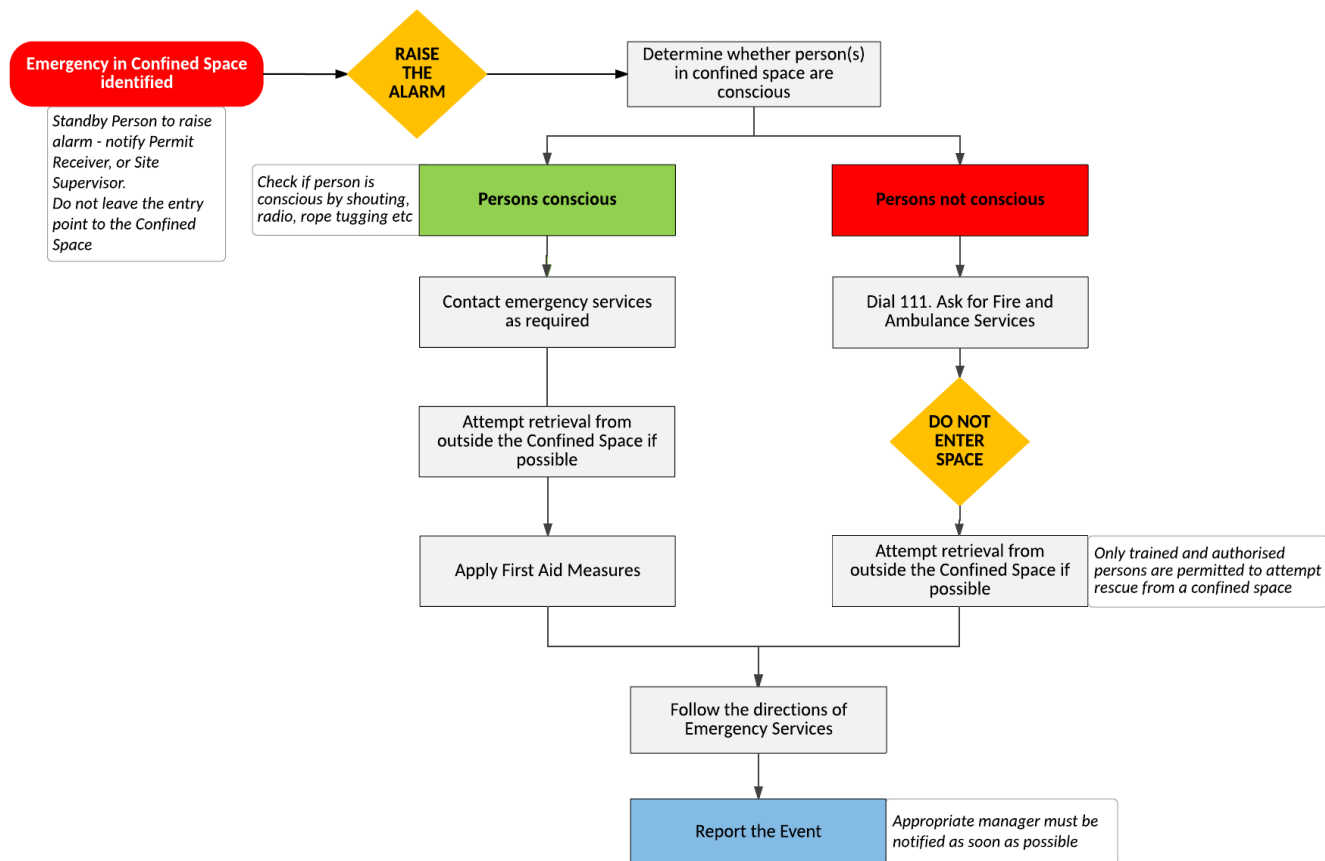 Emergency in Confined Space
identified
RAISE
THE
ALARM
Determine whether person(s)
in confined space are
conscious
Standby Person to raise
alarm - notify Permit
Receiver, or Site
Supervisor.
Do not leave the entry
point to the Confined
Space
Check if person is
conscious by shouting,
radio, rope tugging etc
Persons conscious
Persons not conscious
Contact emergency services
as required
Dial 111. Ask for Fire and
Ambulance Services
Attempt retrieval from
outside the Confined Space if
possible
DO NOT
ENTER
SPACE
Apply First Aid Measures
Attempt retrieval from
outside the Confined Space if
possible
Only trained and authorised
persons are permitted to attempt
rescue from a confined space
Follow the directions of
Emergency Services
Report the Event
Appropriate manager must be
notified as soon as possible